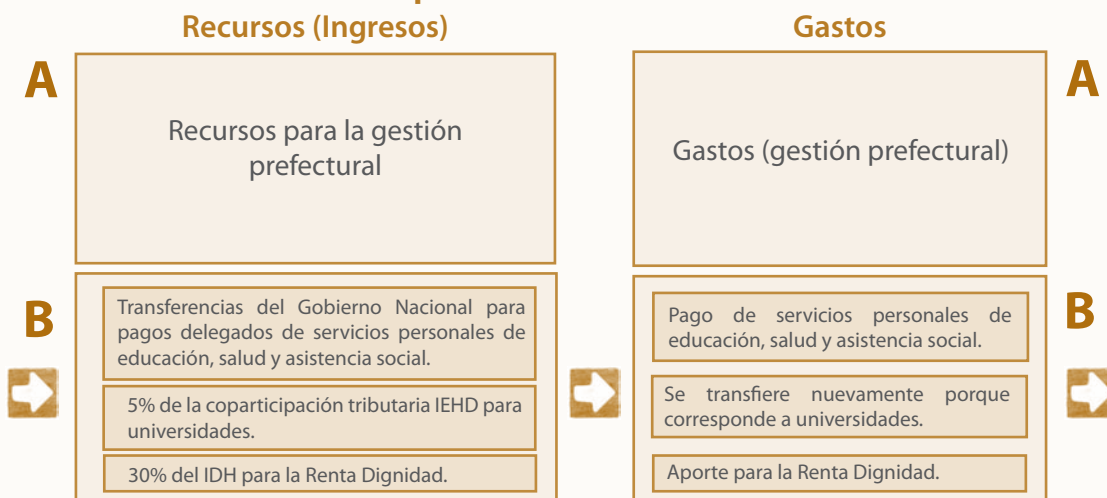 Recursos (Ingresos)
Gastos
A
Recursos para la gestión
prefectural
Gastos (gestión prefectural)
A
B
Transferencias del Gobierno Nacional para
pagos delegados de servicios personales de
educación, salud y asistencia social.
5% de la coparticipación tributaria IEHD para
universidades.
30% del IDH para la Renta Dignidad.
Pago de servicios personales de
educación, salud y asistencia social.
Se transfiere nuevamente porque
corresponde a universidades.
Aporte para la Renta Dignidad.
B